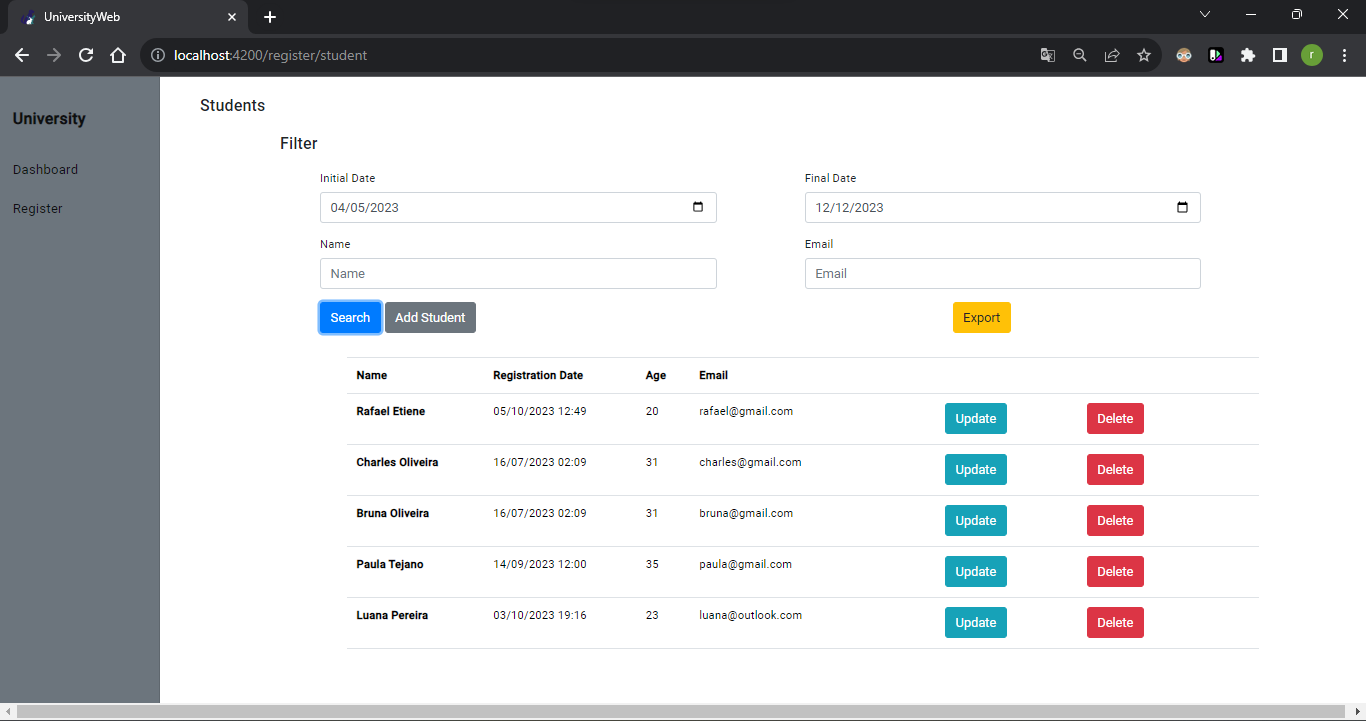 UniversityWeb
localhost:4200/register/student
r
University
Dashboard
Register
Students
Filter
Initial Date
Final Date
04/05/2023
12/12/2023
Name
Email
Name
Email
Search
Add Student
Export
Name Registration Date Age Email
Rafael Etiene 05/10/2023 12:49 20 rafael@gmail.com Update Delete
Charles Oliveira 16/07/2023 02:09 31 charles@gmail.com Update Delete
Bruna Oliveira 16/07/2023 02:09 31 bruna@gmail.com Update Delete
Paula Tejano 14/09/2023 12:00 35 paula@gmail.com Update Delete
Luana Pereira 03/10/2023 19:16 23 luana@outlook.com Update Delete